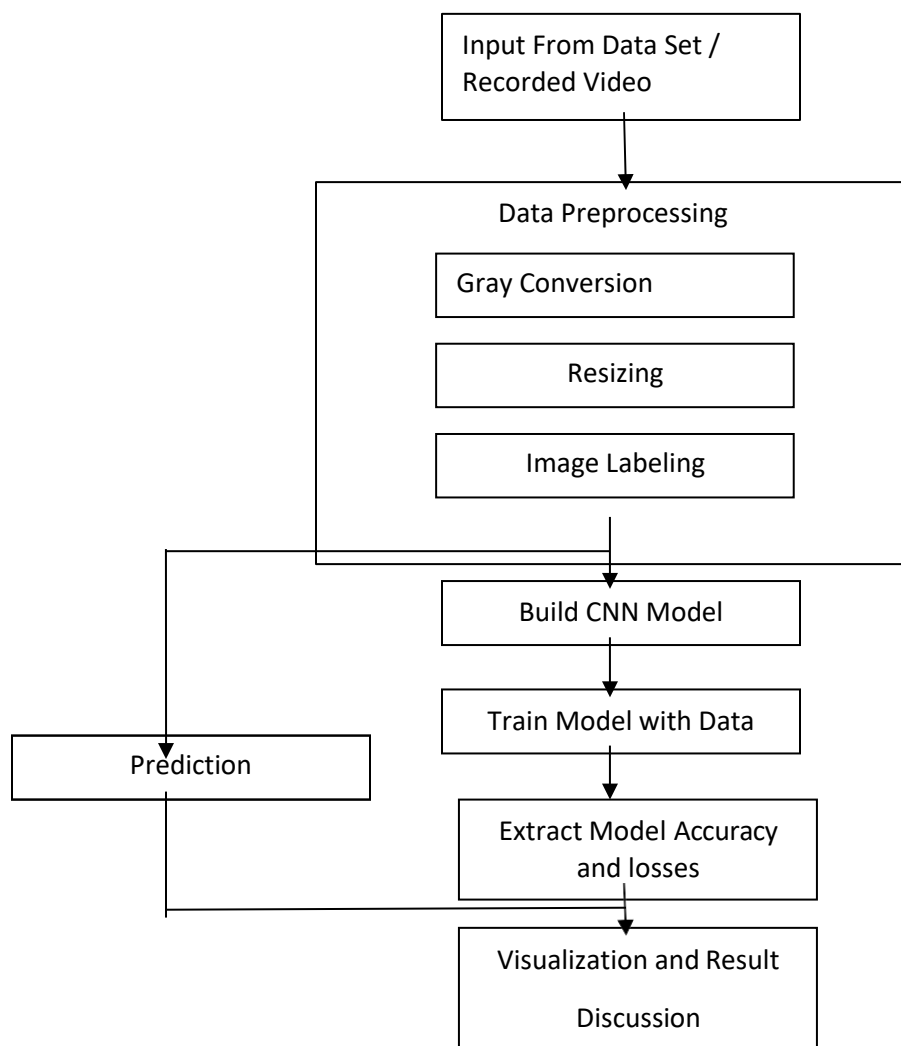 Input From Data Set /
Recorded Video
Data Preprocessing
Gray Conversion
Resizing
Image Labeling
Build CNN Model
Train Model with Data
Prediction
Extract Model Accuracy
and losses
Visualization and Result
Discussion